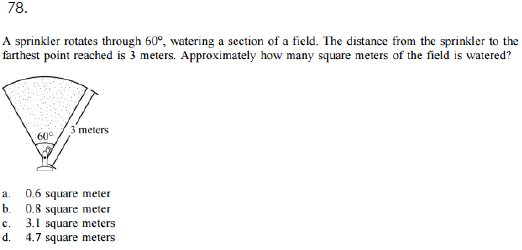 78.
A sprinkler rotates through 60°, watering a section of a field. The distance from the sprinkler to the
farthest point reached is 3 meters. Approximately how many square meters of the field is watered?
60°
3 meters
a. 0.6 square meter
b. 0.8 square meter
c. 3.1 square meters
d. 4.7 square meters